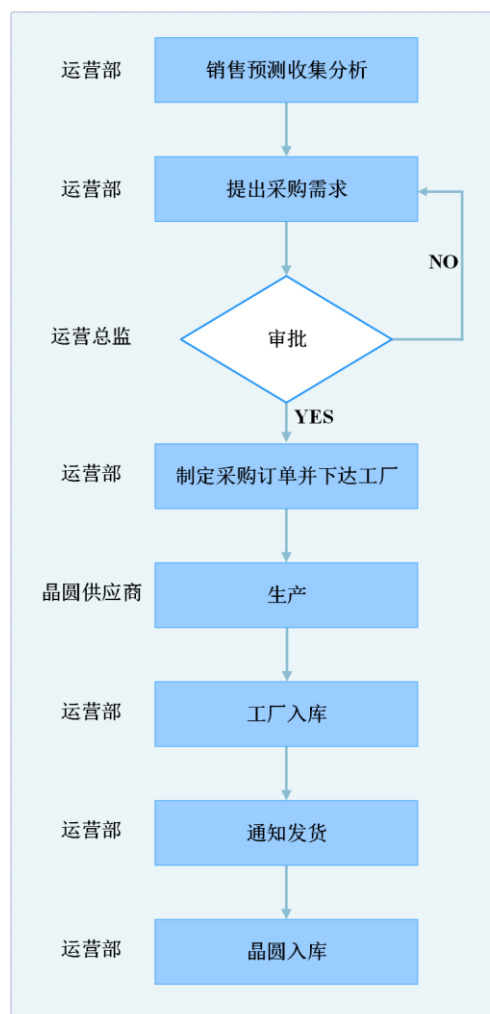 运营部
销售预测收集分析
运营部
提出采购需求
NO
运营总监
审批
YES
运营部
制定采购订单并下达工厂
晶圆供应商
生产
运营部
工厂入库
运营部
通知发货
运营部
晶圆入库